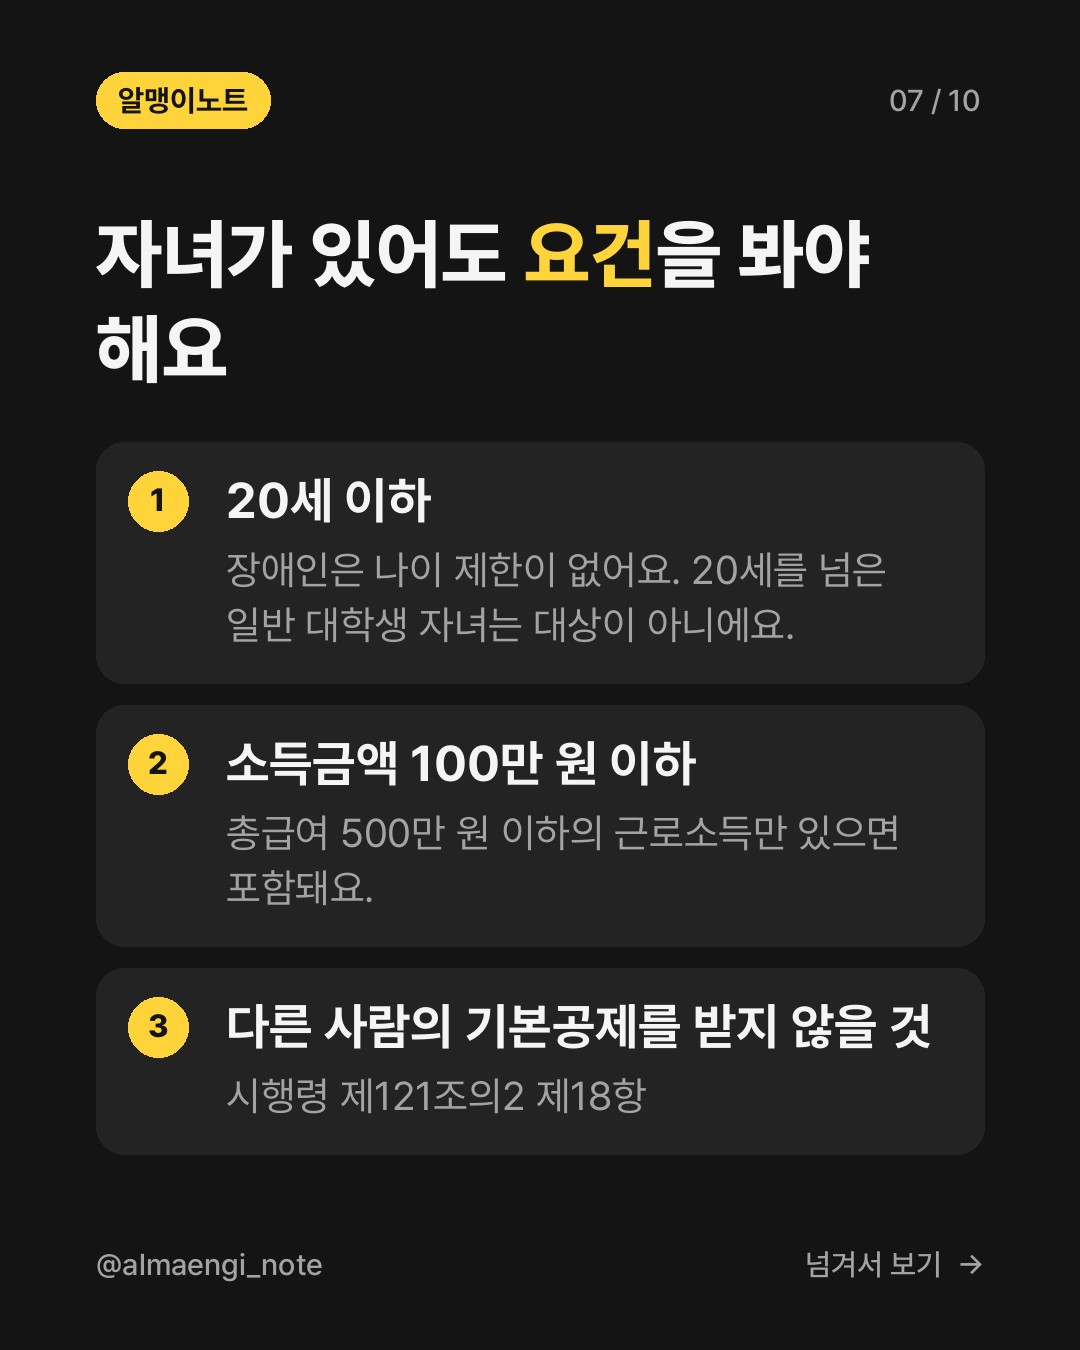 알맹이노트
07 / 10
자녀가 있어도 요건을 봐야
해요
1 20세 이하
장애인은 나이 제한이 없어요. 20세를 넘은
일반 대학생 자녀는 대상이 아니에요.
2 소득금액 100만 원 이하
총급여 500만 원 이하의 근로소득만 있으면
포함돼요.
3 다른 사람의 기본공제를 받지 않을 것
시행령 제121조의2 제18항
@almaengi_note
넘겨서 보기 →